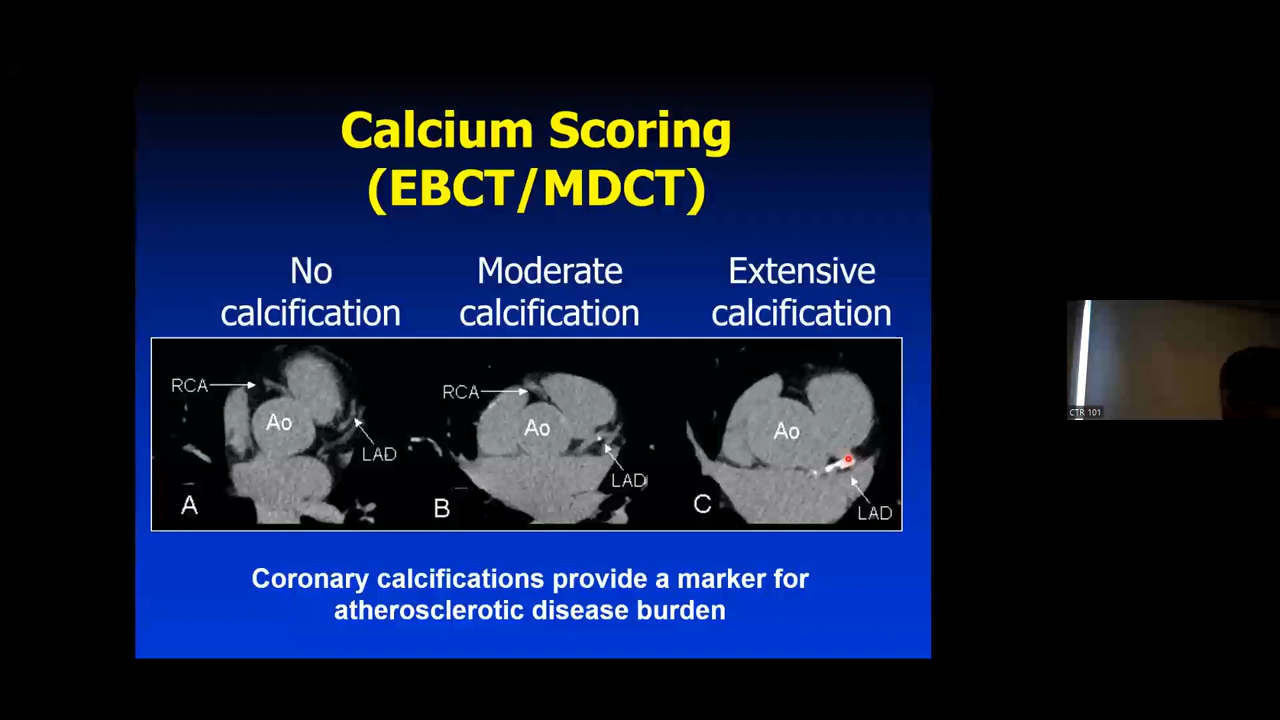 Calcium Scoring
(EBCT/MDCT)
No
calcification
Moderate
calcification
Extensive
calcification
RCA
Ao
LAD
A
RCA
Ao
LAD
B
Ao
LAD
C
CTR 101
Coronary calcifications provide a marker for
atherosclerotic disease burden